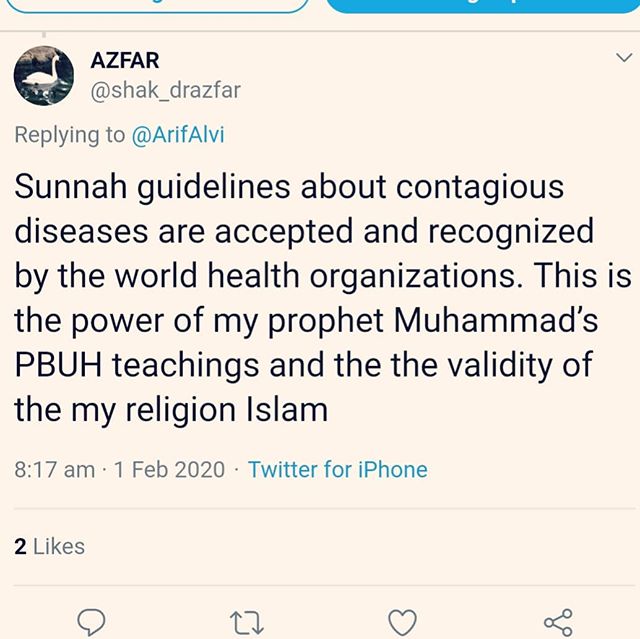 AZFAR
@shak_drazfar
Replying to @ArifAlvi
Sunnah guidelines about contagious
diseases are accepted and recognized
by the world health organizations. This is
the power of my prophet Muhammad's
PBUH teachings and the the validity of
the my religion Islam
8:17 am · 1 Feb 2020 · Twitter for iPhone
2 Likes